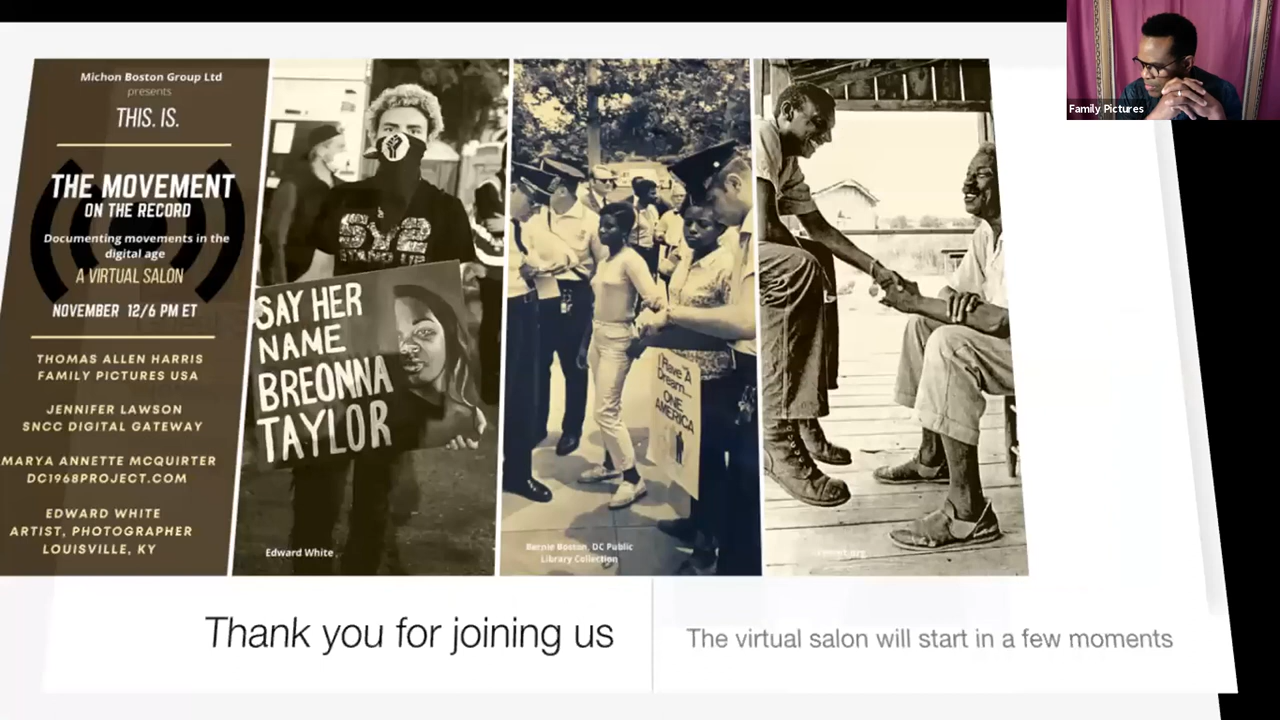 Michon Boston Group Ltd
presents
THIS. IS.
THE MOVEMENT
ON THE RECORD
Documenting movements in the
digital age
A VIRTUAL SALON
NOVEMBER 12/6 PM ET
THOMAS ALLEN HARRIS
FAMILY PICTURES USA
JENNIFER LAWSON
SNCC DIGITAL GATEWAY
MARYA ANNETTE MCQUIRTER
DC1968PROJECT.COM
EDWARD WHITE
ARTIST, PHOTOGRAPHER
LOUISVILLE, KY
SAY HER
NAME
BREONNA
TAYLOR
Edward White
I Have "A
Dream...
ONE
AMERICA
Bernie Boston, DC Public
Library Collection
Family Pictures
Thank you for joining us
The virtual salon will start in a few moments